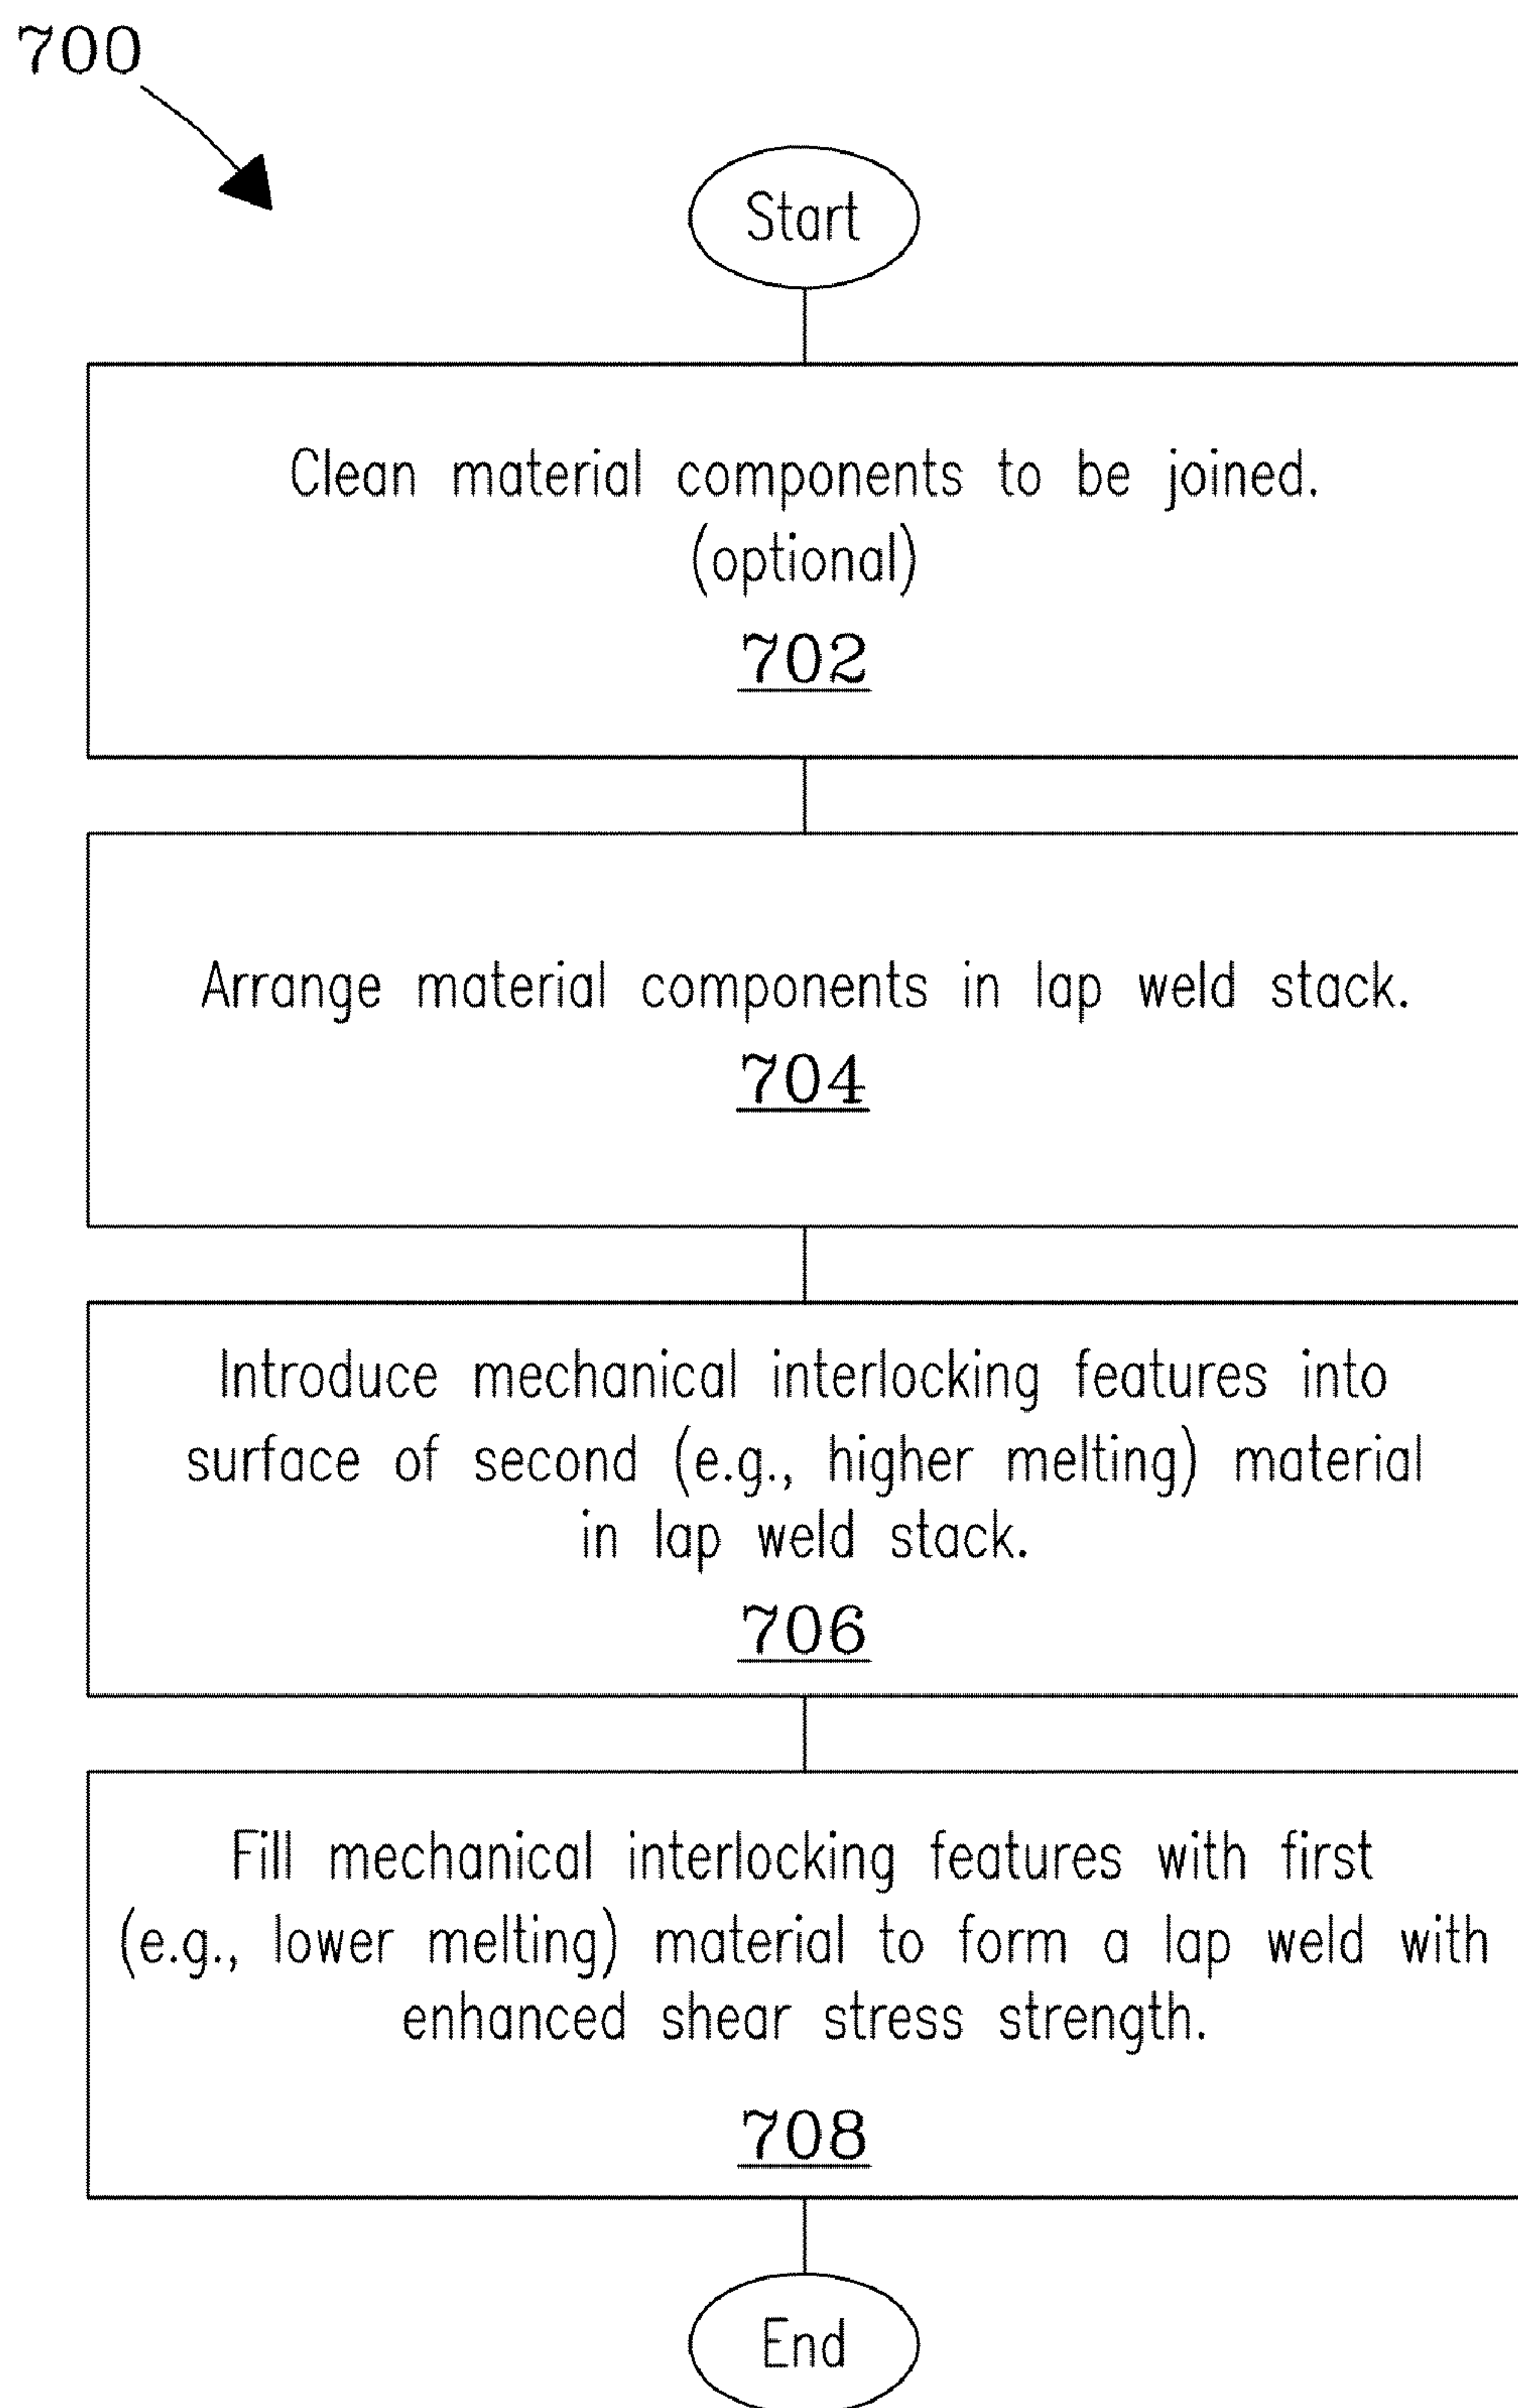 700
Start
Clean material components to be joined.
(optional)
702
Arrange material components in lap weld stack.
704
Introduce mechanical interlocking features into
surface of second (e.g., higher melting) material
in lap weld stack.
706
Fill mechanical interlocking features with first
(e.g., lower melting) material to form a lap weld with
enhanced shear stress strength.
708
End